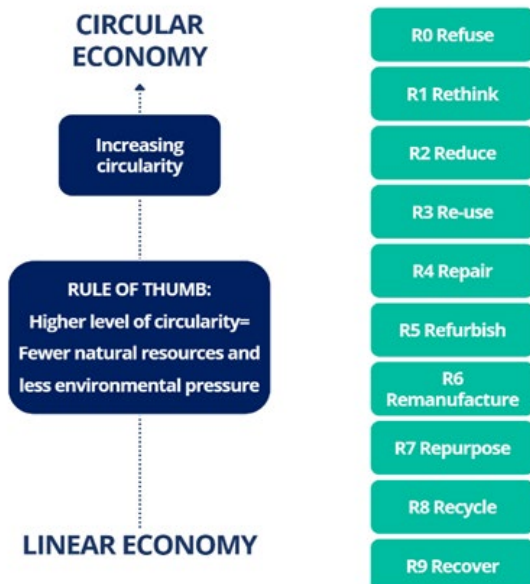 CIRCULAR
ECONOMY
Increasing
circularity
RULE OF THUMB:
Higher level of circularity=
Fewer natural resources and
less environmental pressure
LINEAR ECONOMY
R0 Refuse
R1 Rethink
R2 Reduce
R3 Re-use
R4 Repair
R5 Refurbish
R6
Remanufacture
R7 Repurpose
R8 Recycle
R9 Recover